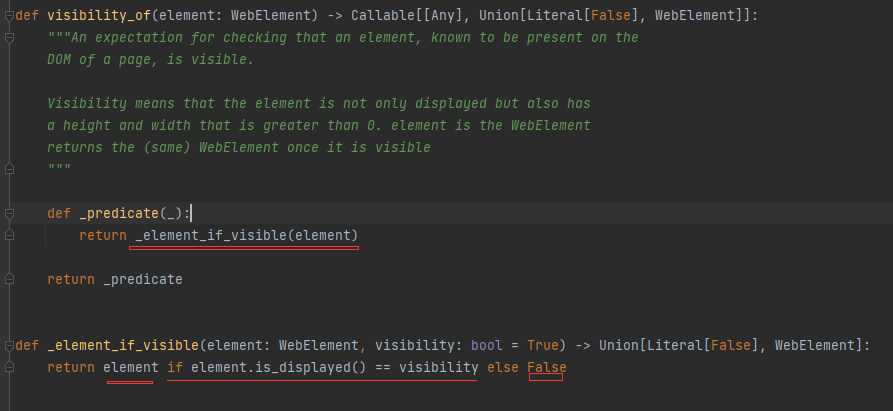 def visibility_of(element: WebElement) -> Callable[[Any], Union[Literal[False], WebElement]]:
    """An expectation for checking that an element, known to be present on the
    DOM of a page, is visible.
    Visibility means that the element is not only displayed but also has
    a height and width that is greater than 0. element is the WebElement
    returns the (same) WebElement once it is visible
    """
    def _predicate(_):
        return _element_if_visible(element)
    return _predicate
def _element_if_visible(element: WebElement, visibility: bool = True) -> Union[Literal[False], WebElement]:
    return element if element.is_displayed() == visibility else False